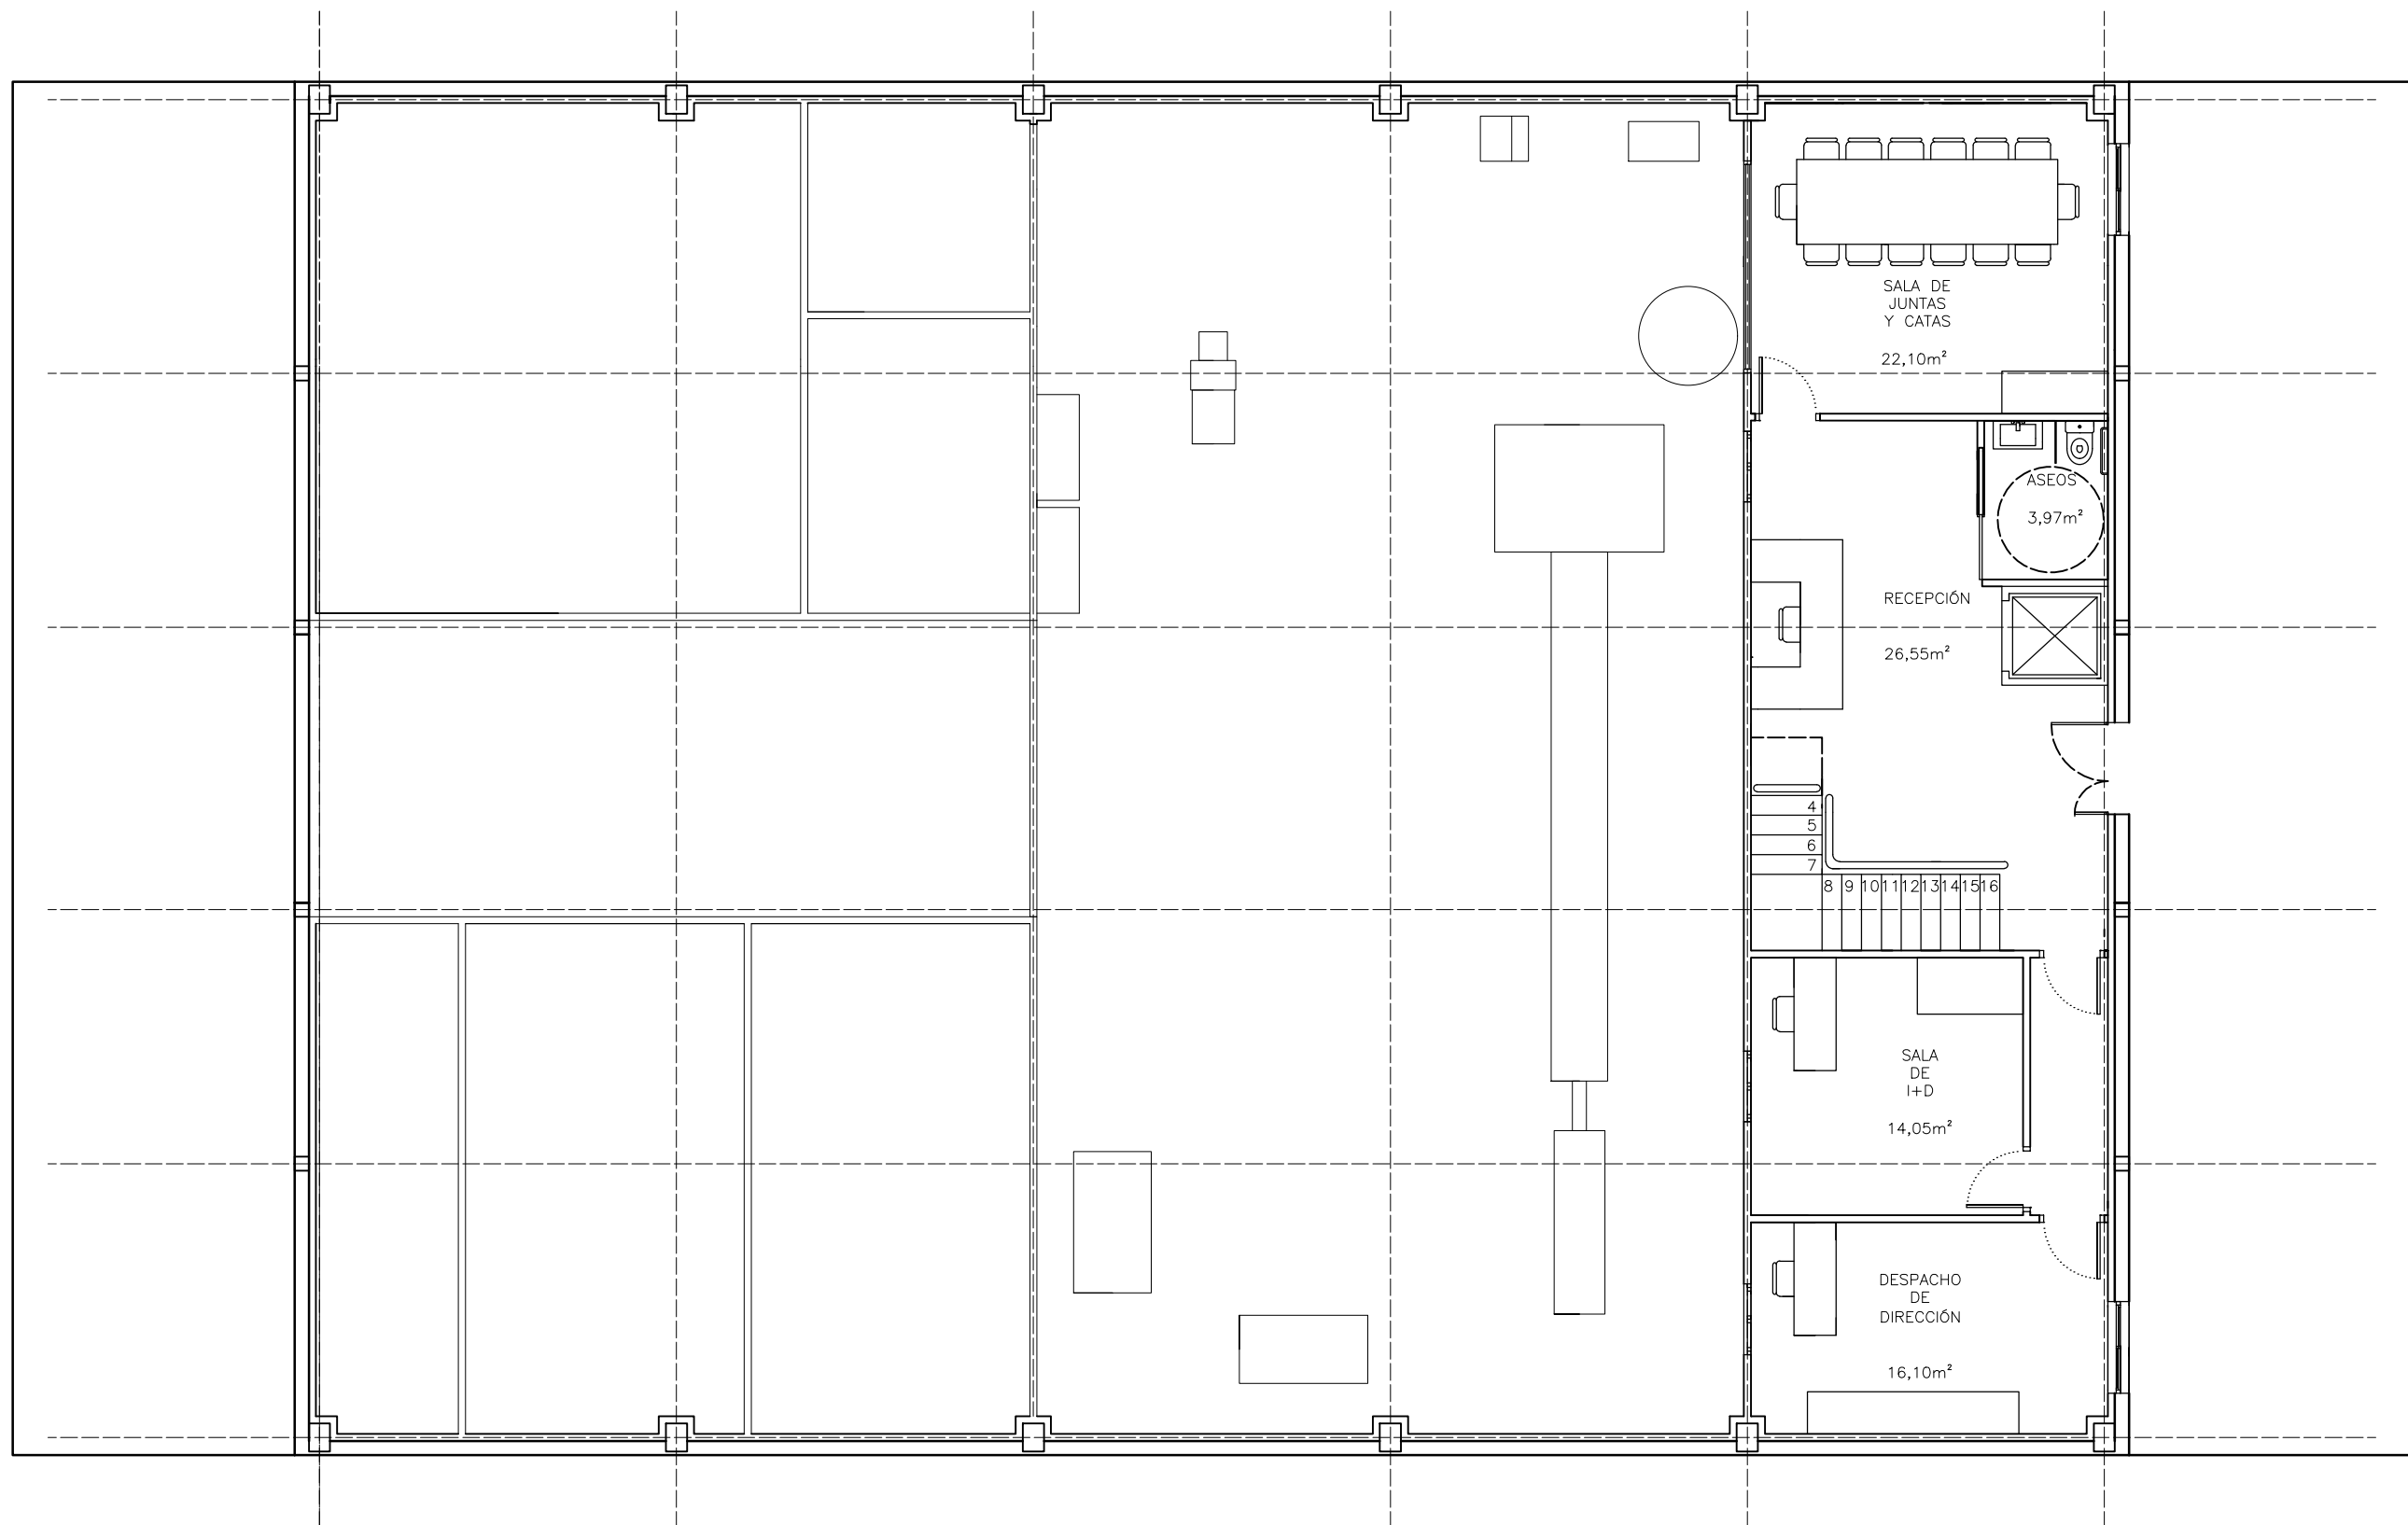 SALA DE
JUNTAS
Y CATAS
22,10m²
ASEOS
3,97m²
RECEPCIÓN
26,55m²
4
5
6
7
8 9 10 11 12 13 14 15 16
SALA
DE
I+D
14,05m²
DESPACHO
DE
DIRECCIÓN
16,10m²